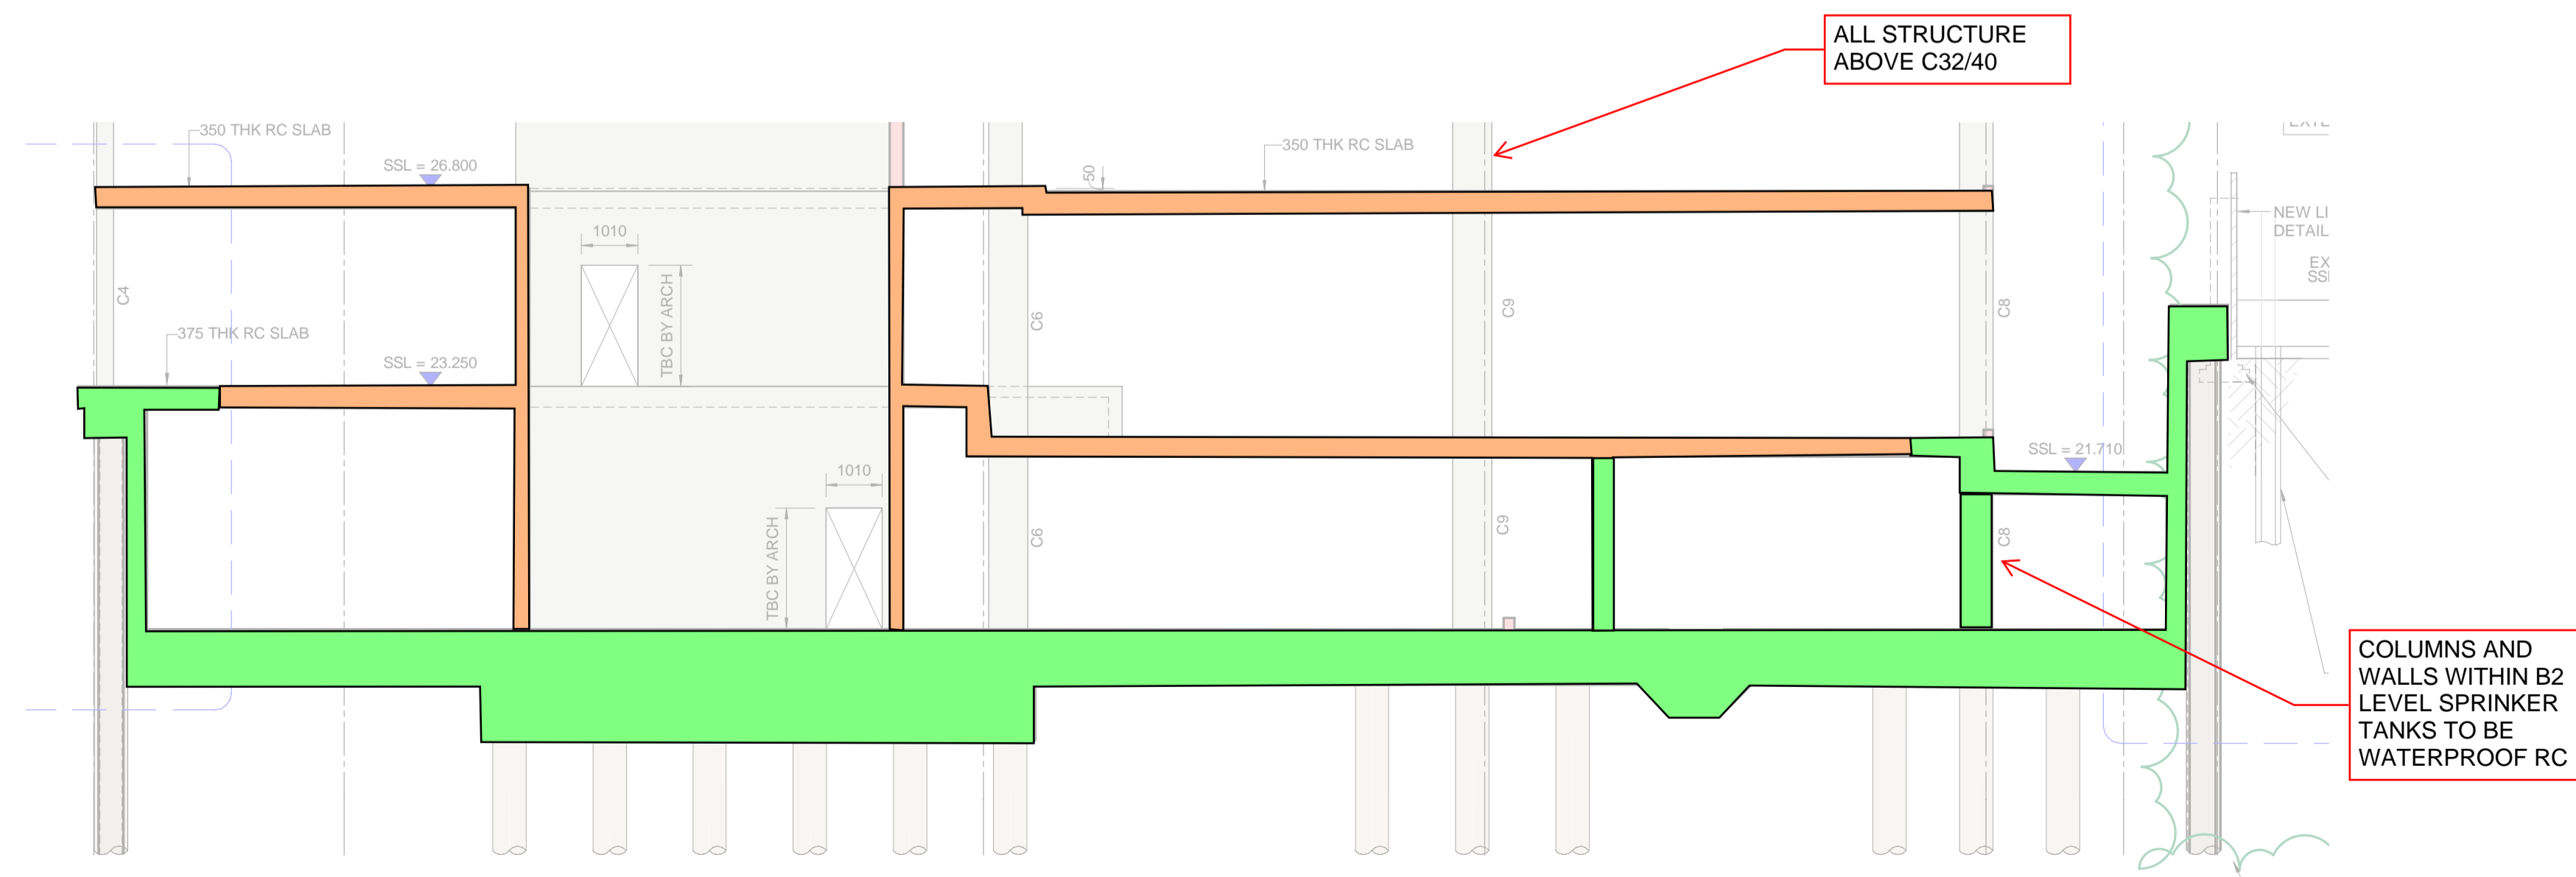 ALL STRUCTURE
ABOVE C32/40
350 THK RC SLAB
SSL = 26.800
350 THK RC SLAB
50
1010
TBC BY ARCH
C4
C6
C9
C8
NEW LI
DETAIL
EX
SS
375 THK RC SLAB
SSL = 23.250
SSL = 21.710
1010
TBC BY ARCH
C6
C9
C8
COLUMNS AND
WALLS WITHIN B2
LEVEL SPRINKER
TANKS TO BE
WATERPROOF RC